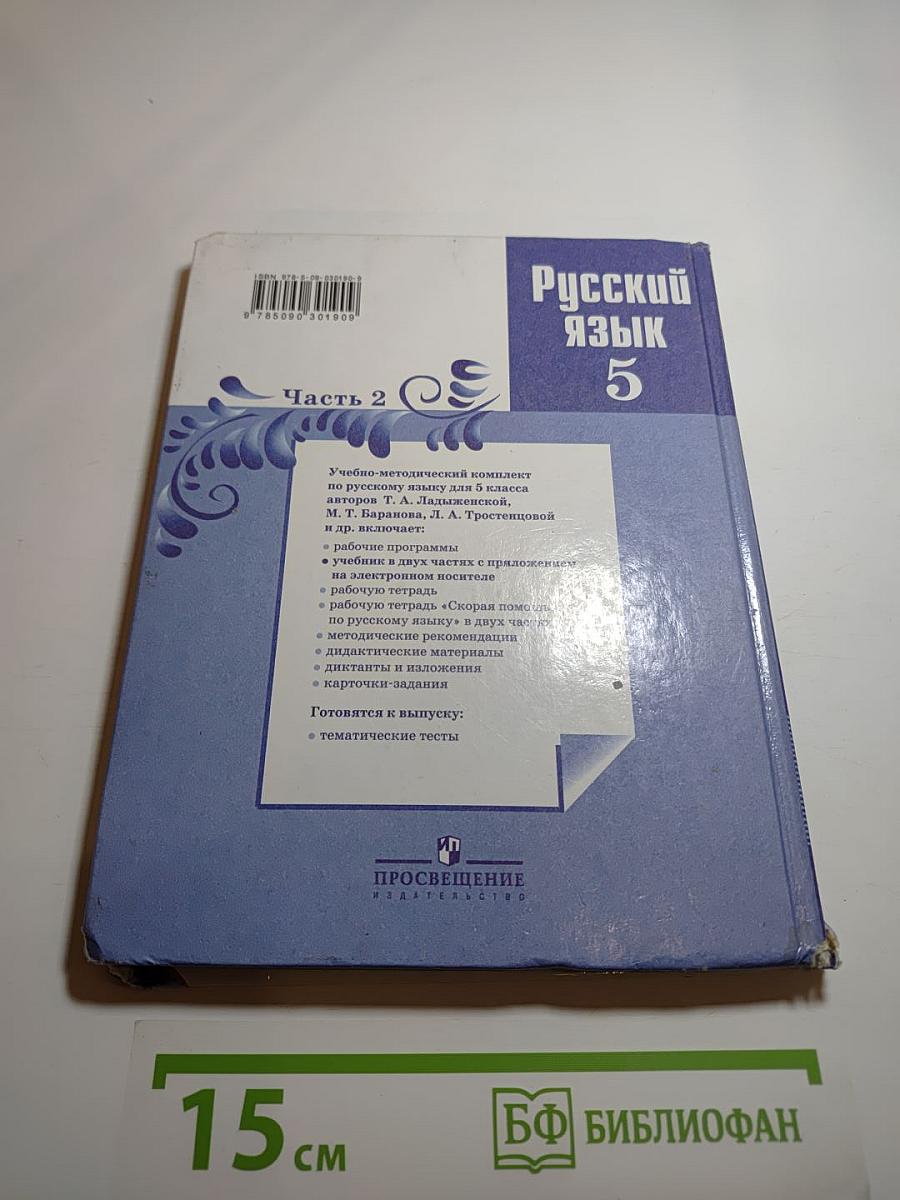 ISBN 978-5-09-030190-9
9 785090 301909
Русский
язык
5
Часть 2
Учебно-методический комплект
по русскому языку для 5 класса
авторов Т. А. Ладыженской,
М. Т. Баранова, Л. А. Тростенцовой
и др. включает:
• рабочие программы
• учебник в двух частях с приложением
на электронном носителе
• рабочую тетрадь
• рабочую тетрадь «Скорая помощь
по русскому языку» в двух частях
• методические рекомендации
• дидактические материалы
• диктанты и изложения
• карточки-задания
Готовятся к выпуску:
• тематические тесты
ПРОСВЕЩЕНИЕ
ИЗДАТЕЛЬСТВО
15 см
БФ БИБЛИОФАН